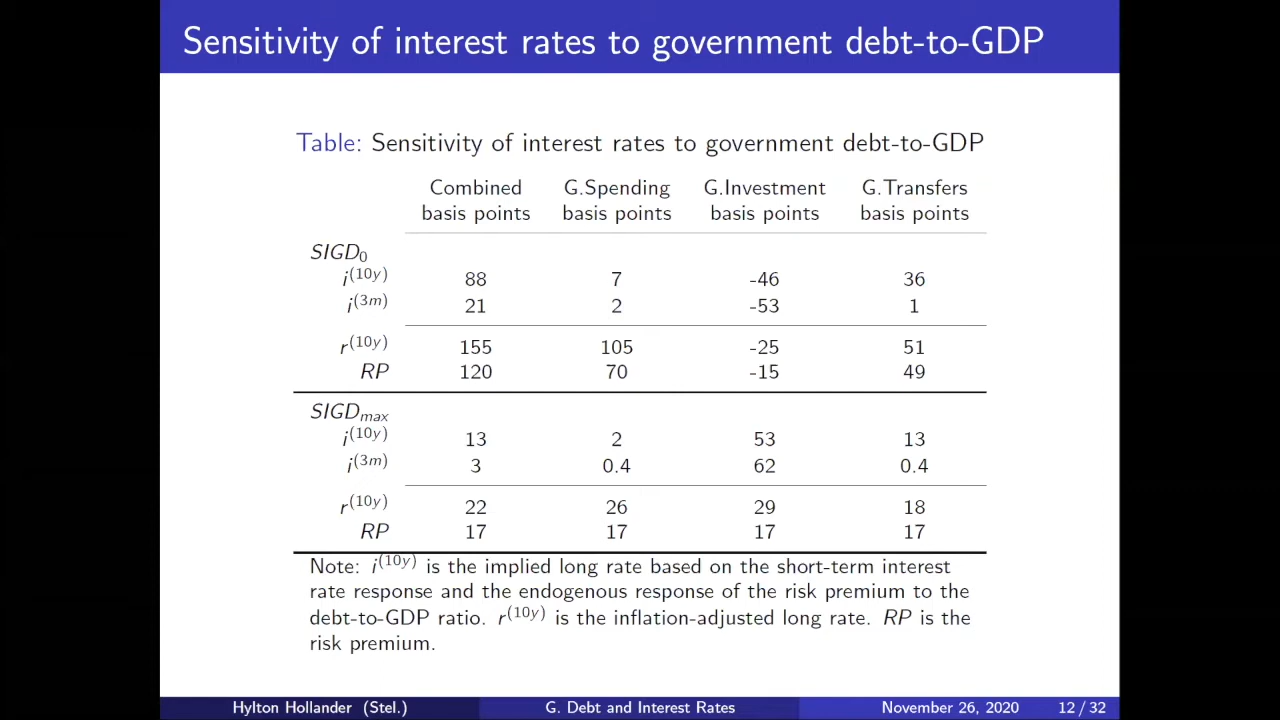 Sensitivity of interest rates to government debt-to-GDP
Table: Sensitivity of interest rates to government debt-to-GDP
Combined G.Spending G.Investment G.Transfers
basis points basis points basis points basis points
SIGD₀
i⁽¹⁰ʸ⁾ 88 7 -46 36
i⁽³ᵐ⁾ 21 2 -53 1
r⁽¹⁰ʸ⁾ 155 105 -25 51
RP 120 70 -15 49
SIGDₘₐₓ
i⁽¹⁰ʸ⁾ 13 2 53 13
i⁽³ᵐ⁾ 3 0.4 62 0.4
r⁽¹⁰ʸ⁾ 22 26 29 18
RP 17 17 17 17
Note: i⁽¹⁰ʸ⁾ is the implied long rate based on the short-term interest
rate response and the endogenous response of the risk premium to the
debt-to-GDP ratio. r⁽¹⁰ʸ⁾ is the inflation-adjusted long rate. RP is the
risk premium.
Hylton Hollander (Stel.) G. Debt and Interest Rates November 26, 2020 12 / 32